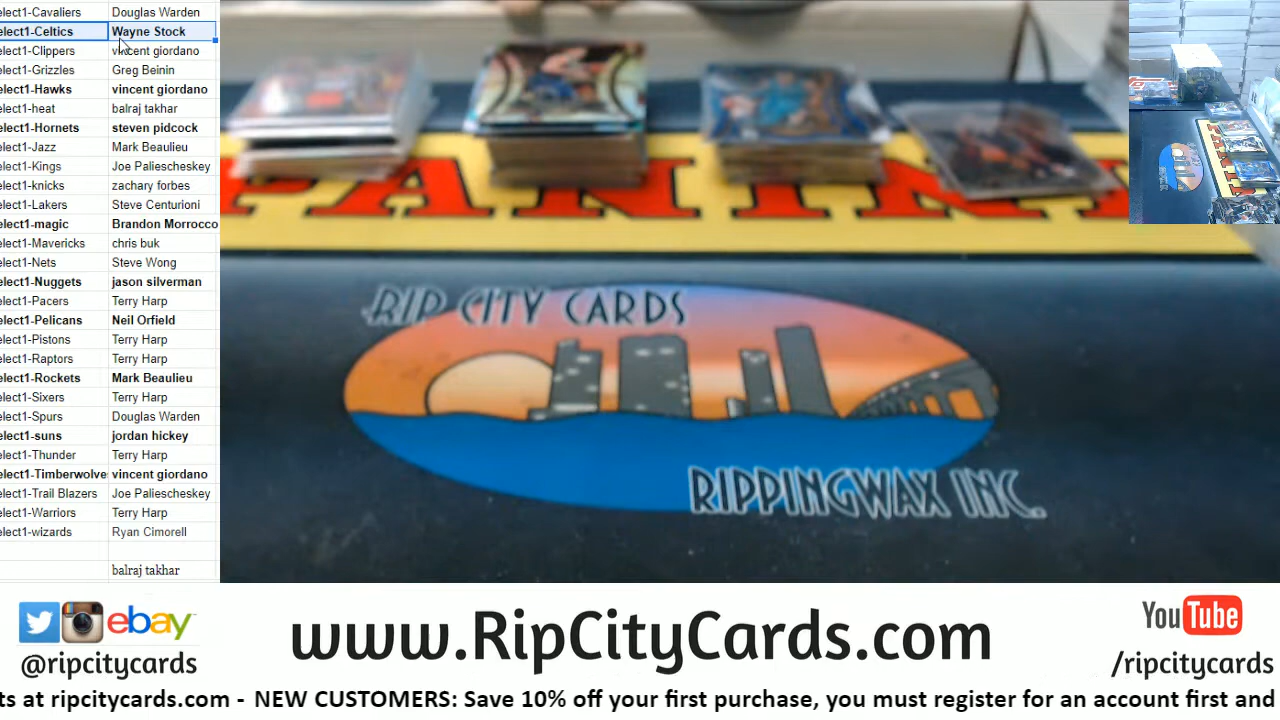 elect1-Cavaliers Douglas Warden
elect1-Celtics Wayne Stock
elect1-Clippers vincent giordano
elect1-Grizzles Greg Beinin
elect1-Hawks vincent giordano
elect1-heat balraj takhar
elect1-Hornets steven pidcock
elect1-Jazz Mark Beaulieu
elect1-Kings Joe Paliescheskey
elect1-knicks zachary forbes
elect1-Lakers Steve Centurioni
elect1-magic Brandon Morrocco
elect1-Mavericks chris buk
elect1-Nets Steve Wong
elect1-Nuggets jason silverman
elect1-Pacers Terry Harp
elect1-Pelicans Neil Orfield
elect1-Pistons Terry Harp
elect1-Raptors Terry Harp
elect1-Rockets Mark Beaulieu
elect1-Sixers Terry Harp
elect1-Spurs Douglas Warden
elect1-suns jordan hickey
elect1-Thunder Terry Harp
elect1-Timberwolve vincent giordano
elect1-Trail Blazers Joe Paliescheskey
elect1-Warriors Terry Harp
elect1-wizards Ryan Cimorell
balraj takhar
PANINI
RIP CITY CARDS
RIPPINGWAX INC.
ebay
@ripcitycards
www.RipCityCards.com
YouTube
/ripcitycards
ts at ripcitycards.com - NEW CUSTOMERS: Save 10% off your first purchase, you must register for an account first and